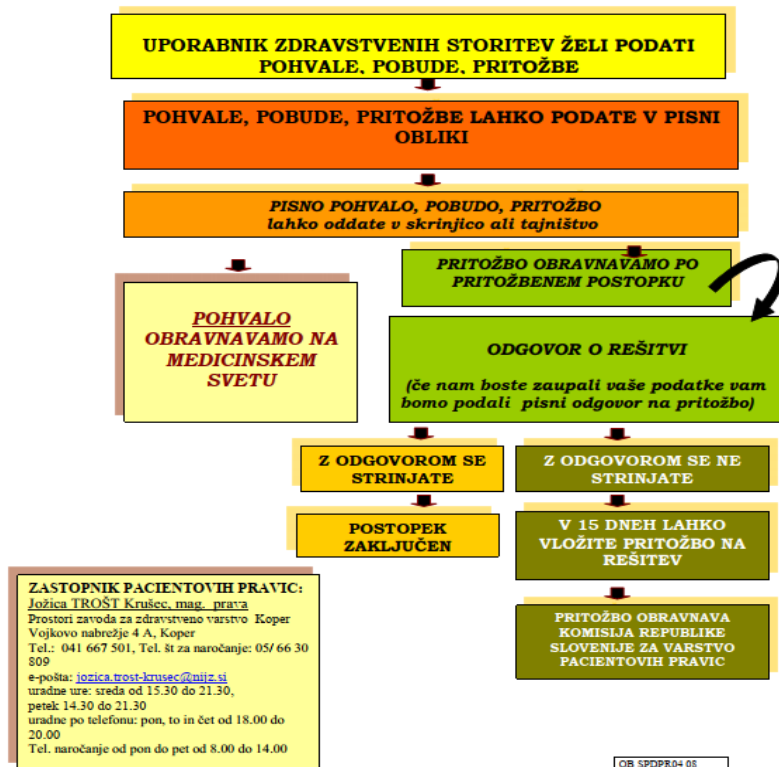 UPORABNIK ZDRAVSTVENIH STORITEV ŽELI PODATI
POHVALE, POBUDE, PRITOŽBE
POHVALE, POBUDE, PRITOŽBE LAHKO PODATE V PISNI
OBLIKI
PISNO POHVALO, POBUDO, PRITOŽBO
lahko oddate v skrinjico ali tajništvo
PRITOŽBO OBRAVNAVAMO PO
PRITOŽBENEM POSTOPKU
POHVALO
OBRAVNAVAMO NA
MEDICINSKEM
SVETU
ODGOVOR O REŠITVI
(če nam boste zaupali vaše podatke vam
bomo podali pisni odgovor na pritožbo)
Z ODGOVOROM SE
STRINJATE
Z ODGOVOROM SE NE
STRINJATE
POSTOPEK
ZAKLJUČEN
V 15 DNEH LAHKO
VLOŽITE PRITOŽBO NA
REŠITEV
PRITOŽBO OBRAVNAVA
KOMISIJA REPUBLIKE
SLOVENIJE ZA VARSTVO
PACIENTOVIH PRAVIC
ZASTOPNIK PACIENTOVIH PRAVIC:
Jožica TROŠT Krušec, mag. prava
Prostori zavoda za zdravstveno varstvo Koper
Vojkovo nabrežje 4 A, Koper
Tel.: 041 667 501, Tel. št za naročanje: 05/ 66 30
809
e-pošta: jozica.trost-krusec@nijz.si
uradne ure: sreda od 15.30 do 21.30,
petek 14.30 do 21.30
uradne po telefonu: pon, to in čet od 18.00 do
20.00
Tel. naročanje od pon do pet od 8.00 do 14.00
OB SPDPR04 08